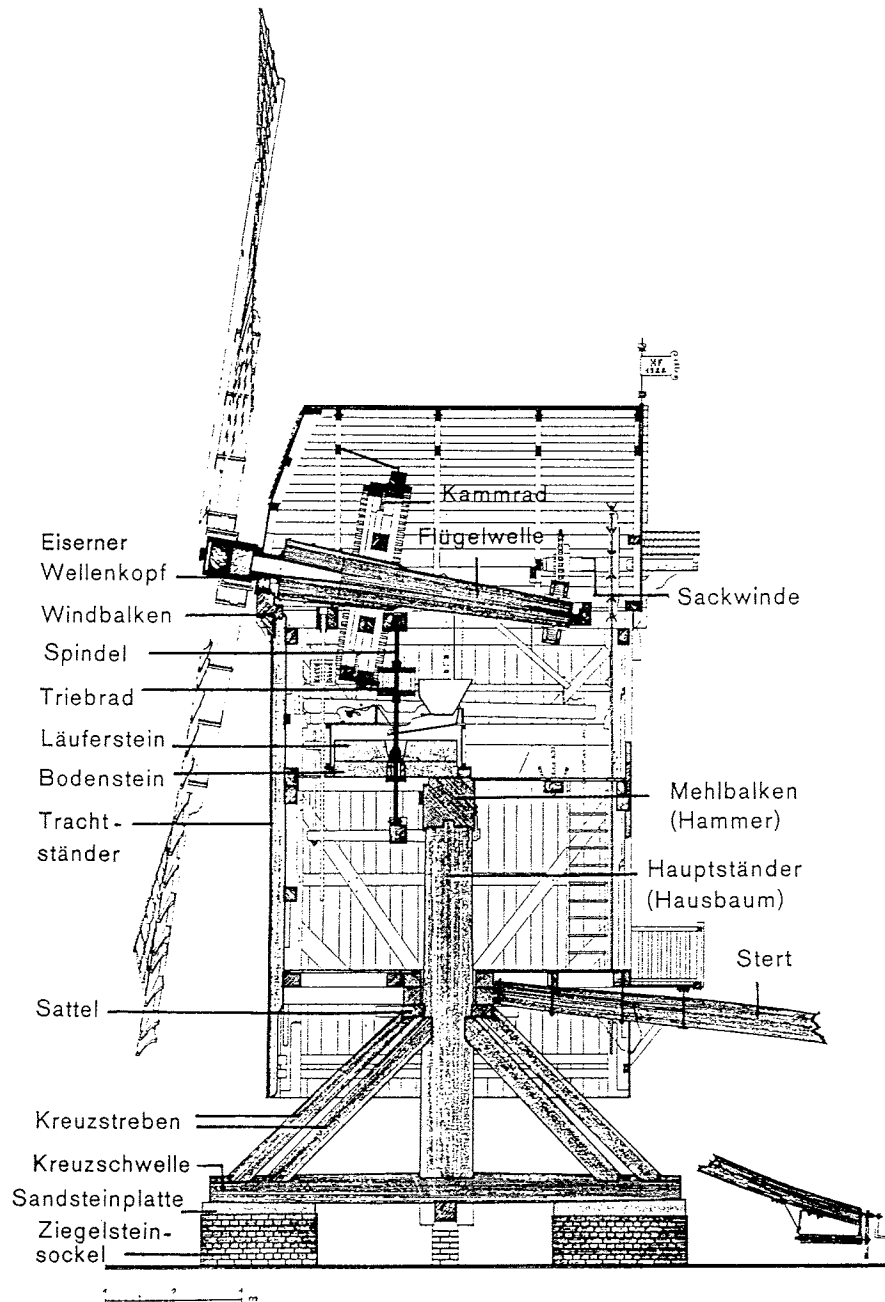 Kammrad
Flügelwelle
Eiserner
Wellenkopf
Sackwinde
Windbalken
Spindel
Triebrad
Läuferstein
Bodenstein
Mehlbalken
(Hammer)
Tracht-
ständer
Hauptständer
(Hausbaum)
Stert
Sattel
Kreuzstreben
Kreuzschwelle
Sandsteinplatte
Ziegelstein-
sockel
m